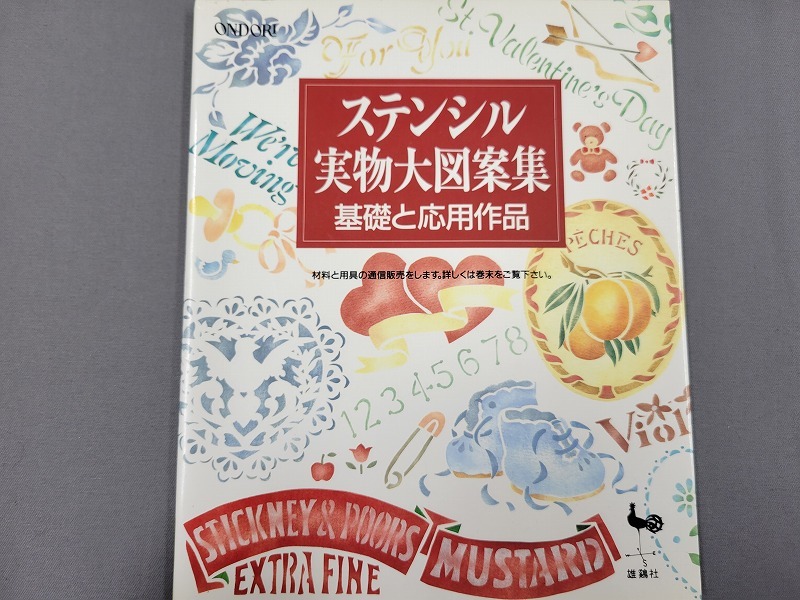 ONDORI
For You
St. Valentine's Day
We're
Moving
ステンシル
実物大図案集
基礎と応用作品
PÊCHES
材料と用具の通信販売をします。詳しくは巻末をご覧下さい。
12345678
Viol
STICKNEY & POORS
EXTRA FINE
MUSTARD
S
雄鷄社